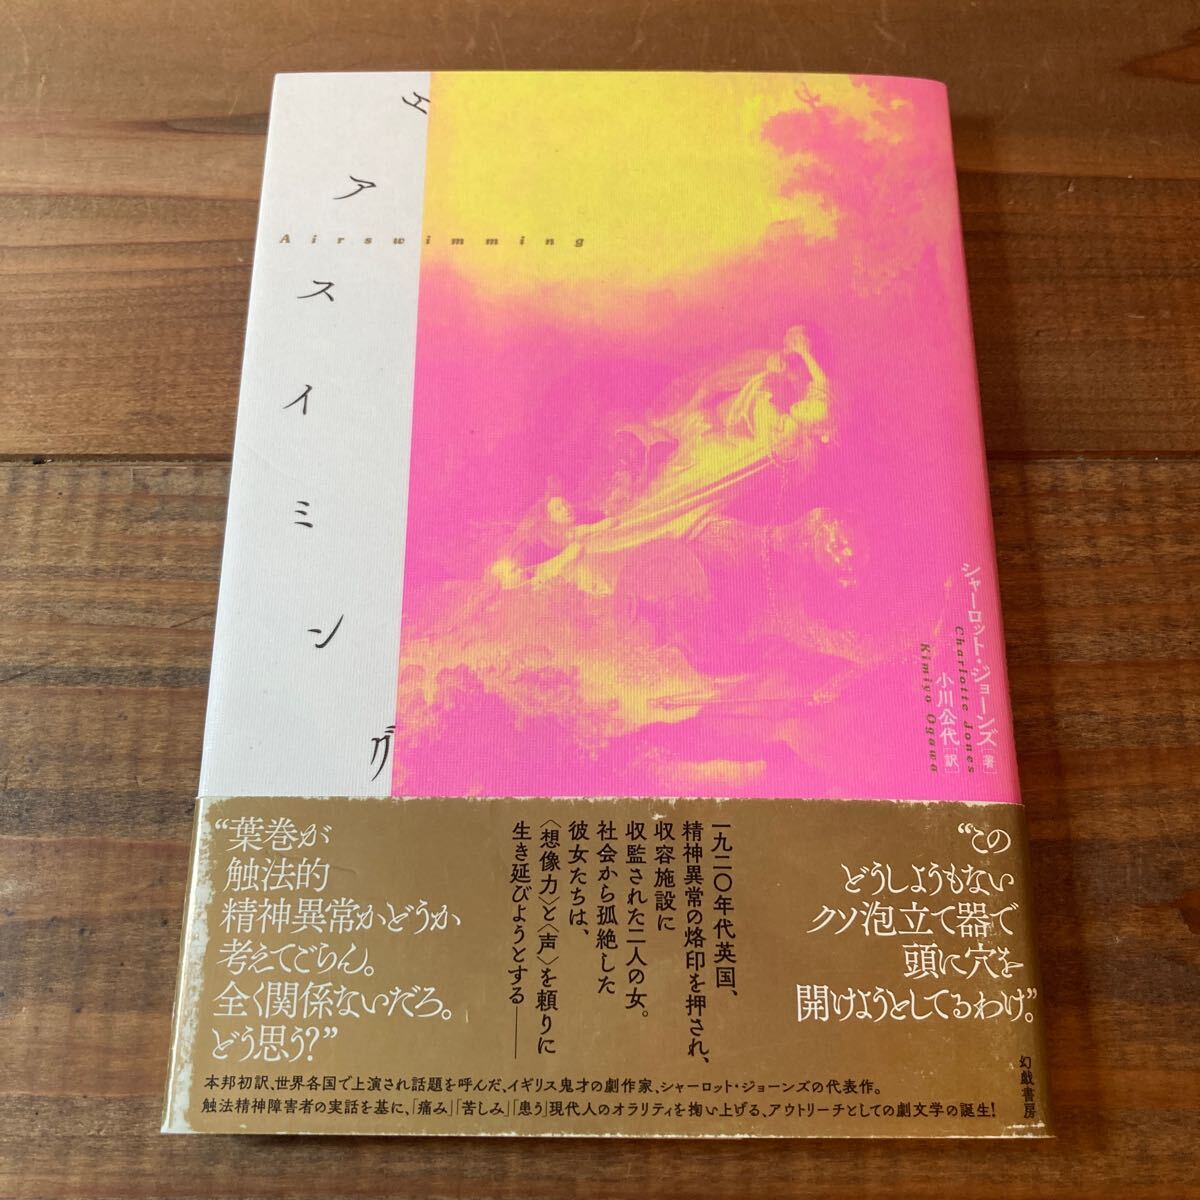 エアスイミング
Airswimming
シャーロット・ジョーンズ[著]
Charlotte Jones
小川公代[訳]
Kimiyo Ogawa
“この
どうしようもない
クソ泡立て器で
頭に穴を
開けようとしてるわけ。”
一九二〇年代英国、
精神異常の烙印を押され、
収容施設に
収監された二人の女。
社会から孤絶した
彼女たちは、
〈想像力〉と〈声〉を頼りに
生き延びようとする――
“葉巻が
触法的
精神異常かどうか
考えてごらん。
全く関係ないだろ。
どう思う?”
本邦初訳、世界各国で上演され話題を呼んだ、イギリス鬼才の劇作家、シャーロット・ジョーンズの代表作。
触法精神障害者の実話を基に、「痛み」「苦しみ」「患う」現代人のオラリティを掬い上げる、アウトリーチとしての劇文学の誕生!
幻戯書房